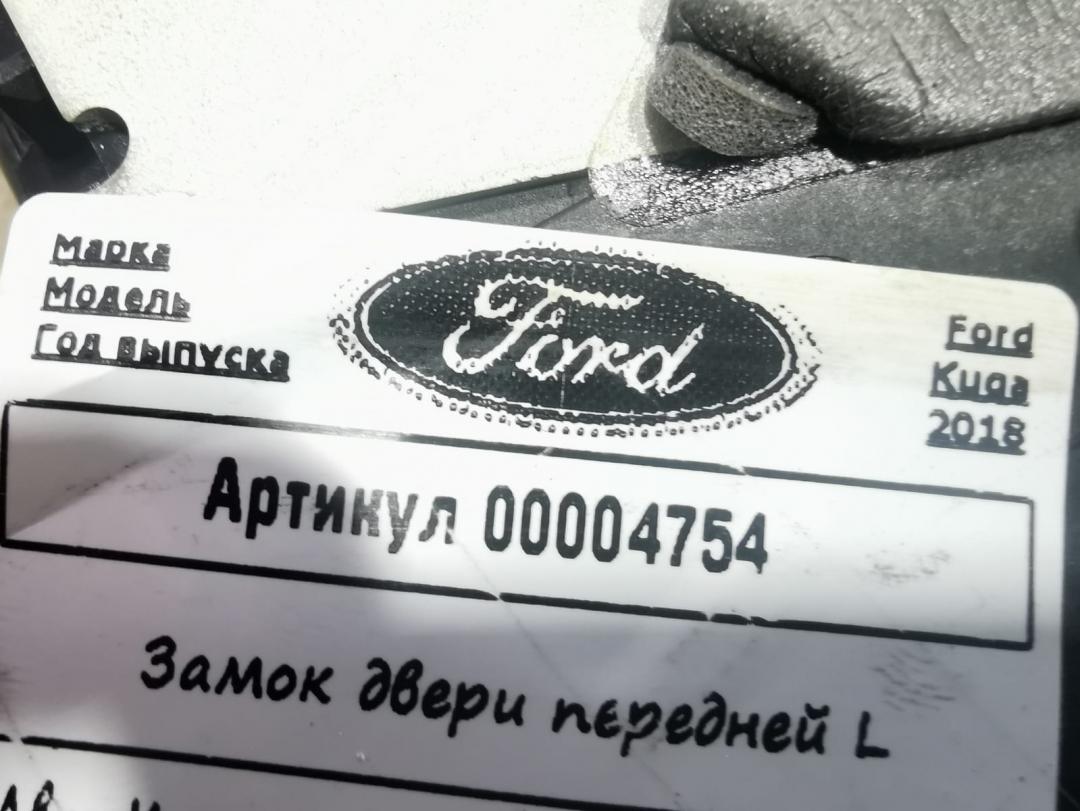 Марка
Модель
Год выпуска
Ford
Ford
Kuga
2018
Артикул 00004754
Замок двери передней L